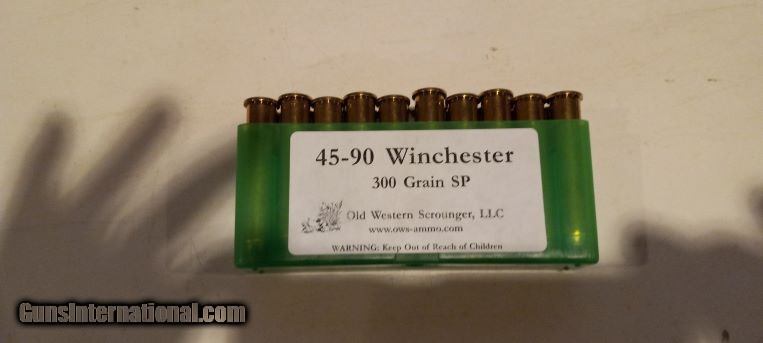 45-90 Winchester
300 Grain SP
Old Western Scrounger, LLC
www.ows-ammo.com
WARNING: Keep Out of Reach of Children
GunsInternational.com